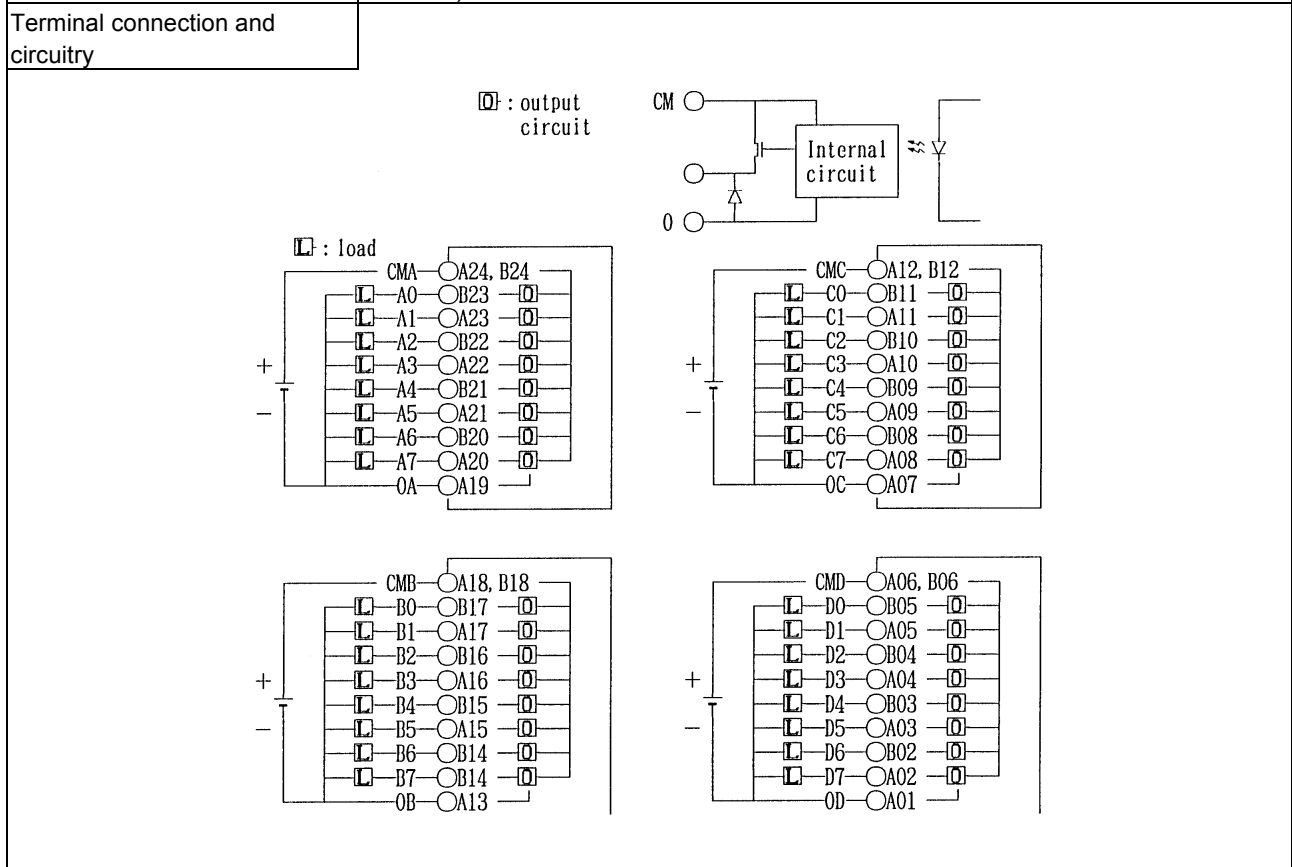 Terminal connection and
circuitry
O : output
circuit
CM
Internal
circuit
0
L : load
CMA A24, B24
L A0 B23 O
L A1 A23 O
L A2 B22 O
L A3 A22 O
L A4 B21 O
L A5 A21 O
L A6 B20 O
L A7 A20 O
0A A19
+
−
CMC A12, B12
L C0 B11 O
L C1 A11 O
L C2 B10 O
L C3 A10 O
L C4 B09 O
L C5 A09 O
L C6 B08 O
L C7 A08 O
0C A07
+
−
CMB A18, B18
L B0 B17 O
L B1 A17 O
L B2 B16 O
L B3 A16 O
L B4 B15 O
L B5 A15 O
L B6 B14 O
L B7 B14 O
0B A13
+
−
CMD A06, B06
L D0 B05 O
L D1 A05 O
L D2 B04 O
L D3 A04 O
L D4 B03 O
L D5 A03 O
L D6 B02 O
L D7 A02 O
0D A01
+
−